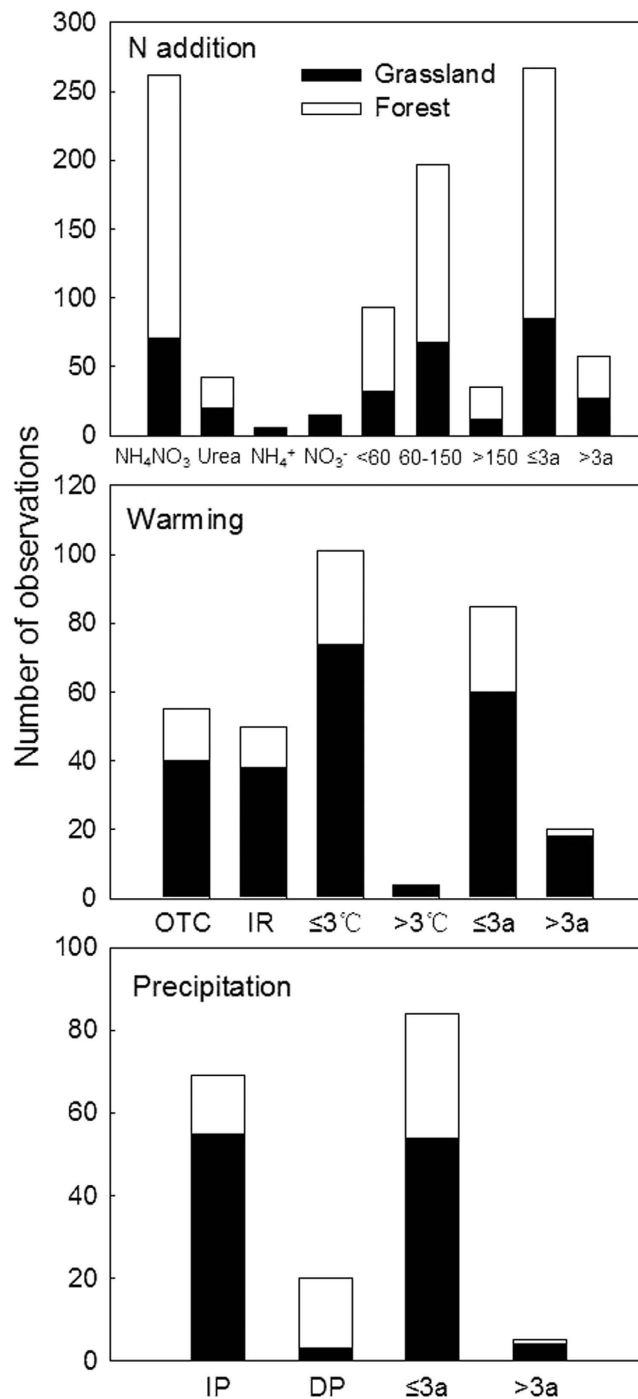 Number of observations
300
N addition
Grassland
Forest
250
200
150
100
50
0
NH₄NO₃ Urea NH₄⁺ NO₃⁻ <60 60-150 >150 ≤3a >3a
120
Warming
100
80
60
40
20
0
OTC IR ≤3℃ >3℃ ≤3a >3a
100
Precipitation
80
60
40
20
0
IP DP ≤3a >3a